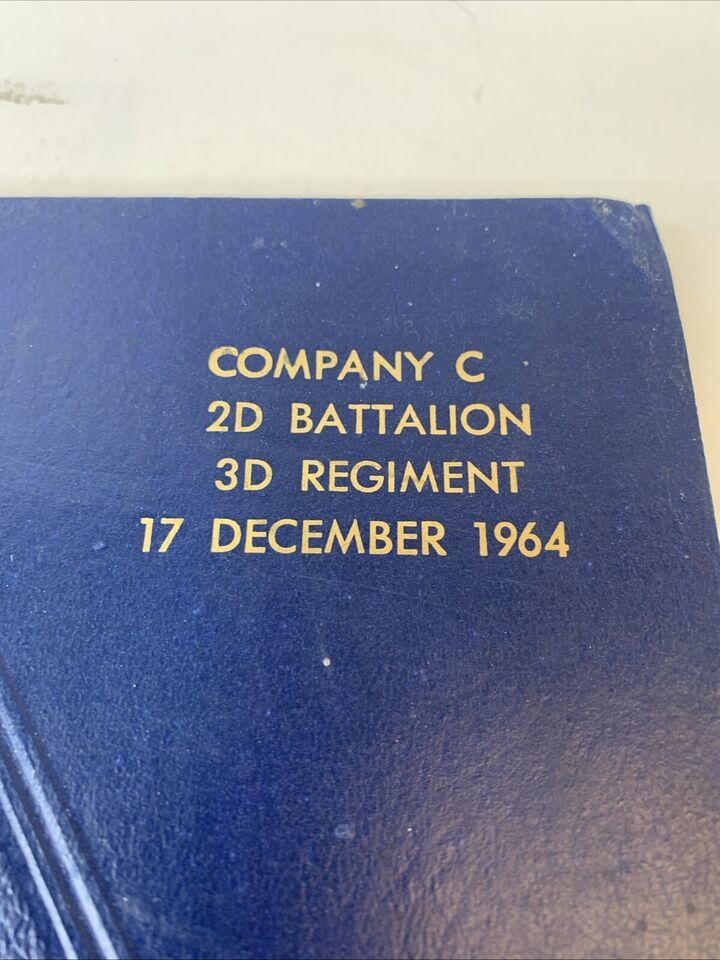 COMPANY C
2D BATTALION
3D REGIMENT
17 DECEMBER 1964